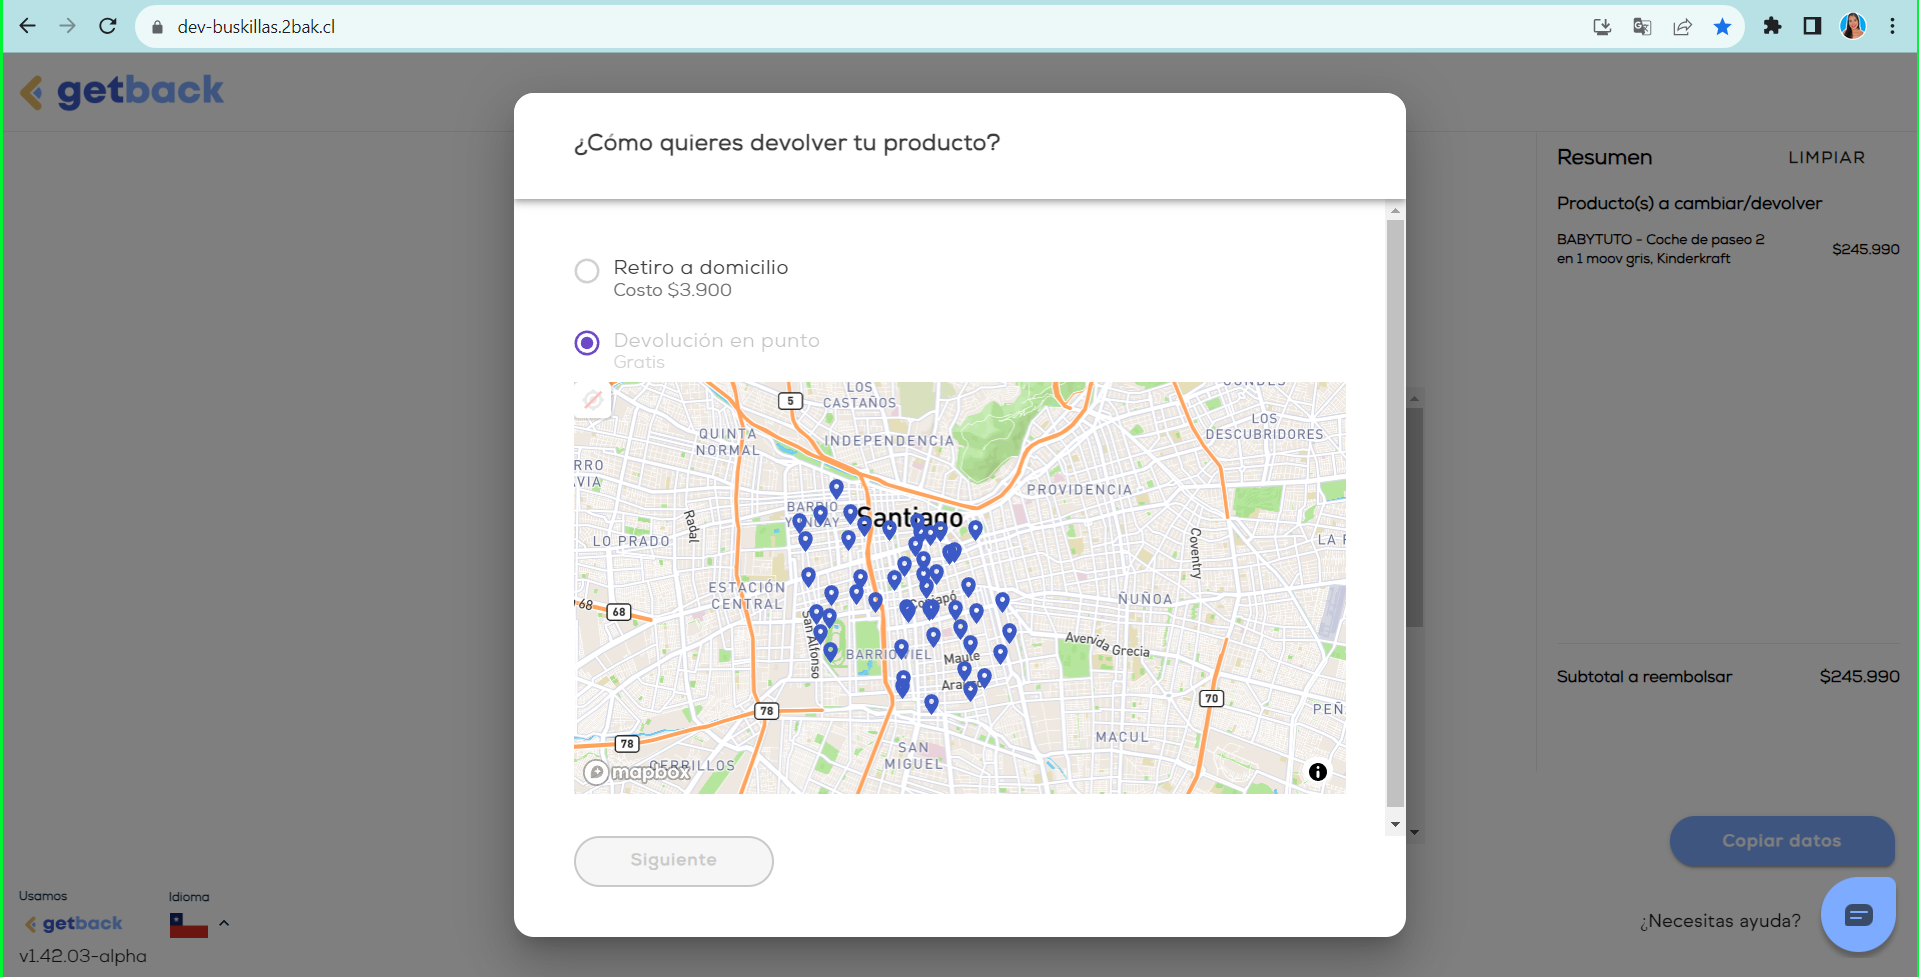 dev-buskillas.2bak.cl
getback
¿Cómo quieres devolver tu producto?
Resumen
LIMPIAR
Producto(s) a cambiar/devolver
BABYTUTO - Coche de paseo 2
en 1 moov gris, Kinderkraft
$245.990
Retiro a domicilio
Costo $3.900
Devolución en punto
Gratis
LOS
CASTAÑOS
5
LOS
DESCUBRIDORES
QUINTA
NORMAL
INDEPENDENCIA
RRO
VIA
PROVIDENCIA
BARRIO
Santiago
Radal
LO PRADO
Coventry
LA
ESTACIÓN
CENTRAL
68
68
ÑUÑOA
San Alfonso
Avenida Grecia
BARRIO
Maule
78
70
PEÑ
78
MACUL
SAN
MIGUEL
CERRILLOS
mapbox
Siguiente
Subtotal a reembolsar
$245.990
Copiar datos
¿Necesitas ayuda?
Usamos
getback
v1.42.03-alpha
Idioma